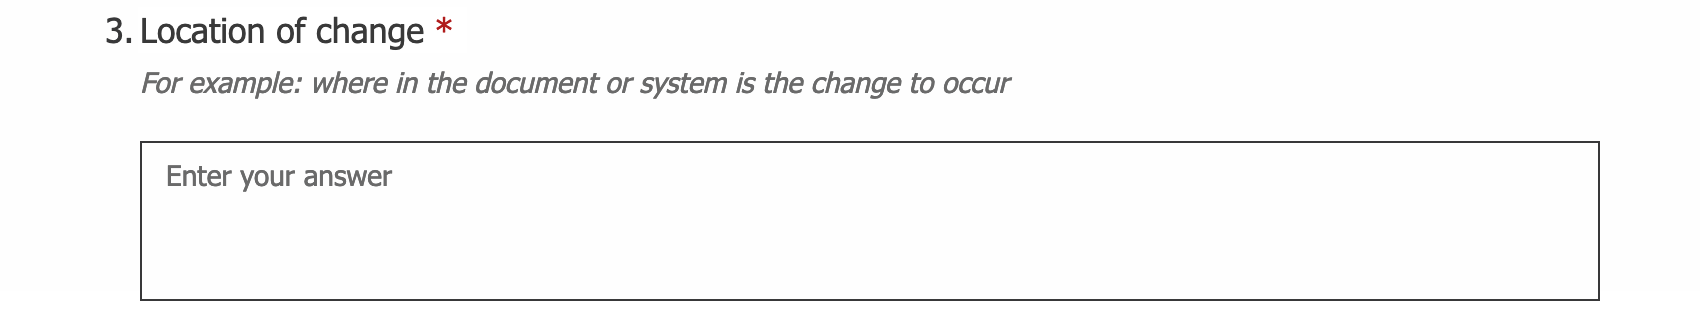 3. Location of change *
For example: where in the document or system is the change to occur
Enter your answer